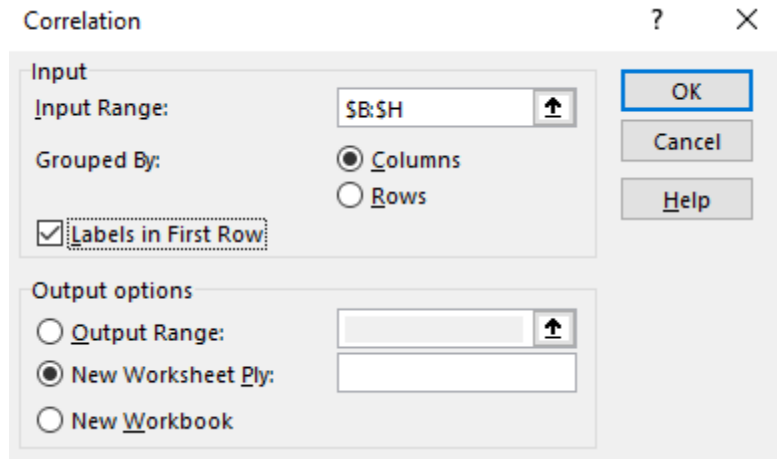 Correlation ? ×
Input
Input Range: $B:$H
Grouped By: Columns
Rows
Labels in First Row
OK
Cancel
Help
Output options
Output Range:
New Worksheet Ply:
New Workbook